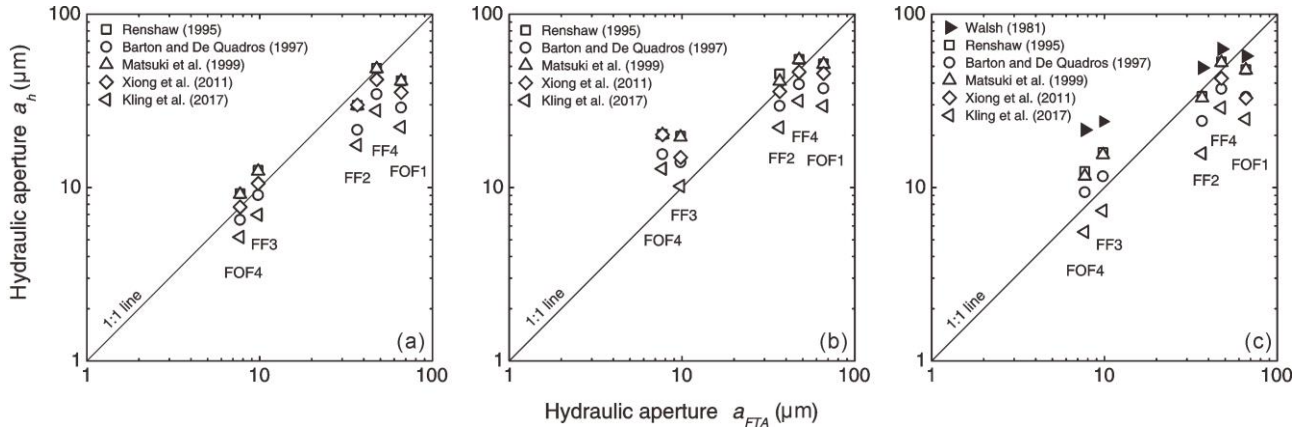 Hydraulic aperture a_h (µm)
100
10
1
Renshaw (1995)
Barton and De Quadros (1997)
Matsuki et al. (1999)
Xiong et al. (2011)
Kling et al. (2017)
FF4
FF2
FOF1
FF3
FOF4
1:1 line
(a)
1
10
100
100
10
1
Renshaw (1995)
Barton and De Quadros (1997)
Matsuki et al. (1999)
Xiong et al. (2011)
Kling et al. (2017)
FF4
FF2
FOF1
FF3
FOF4
1:1 line
(b)
1
10
100
100
10
1
Walsh (1981)
Renshaw (1995)
Barton and De Quadros (1997)
Matsuki et al. (1999)
Xiong et al. (2011)
Kling et al. (2017)
FF4
FOF1
FF2
FF3
FOF4
1:1 line
(c)
1
10
100
Hydraulic aperture a_FTA (µm)